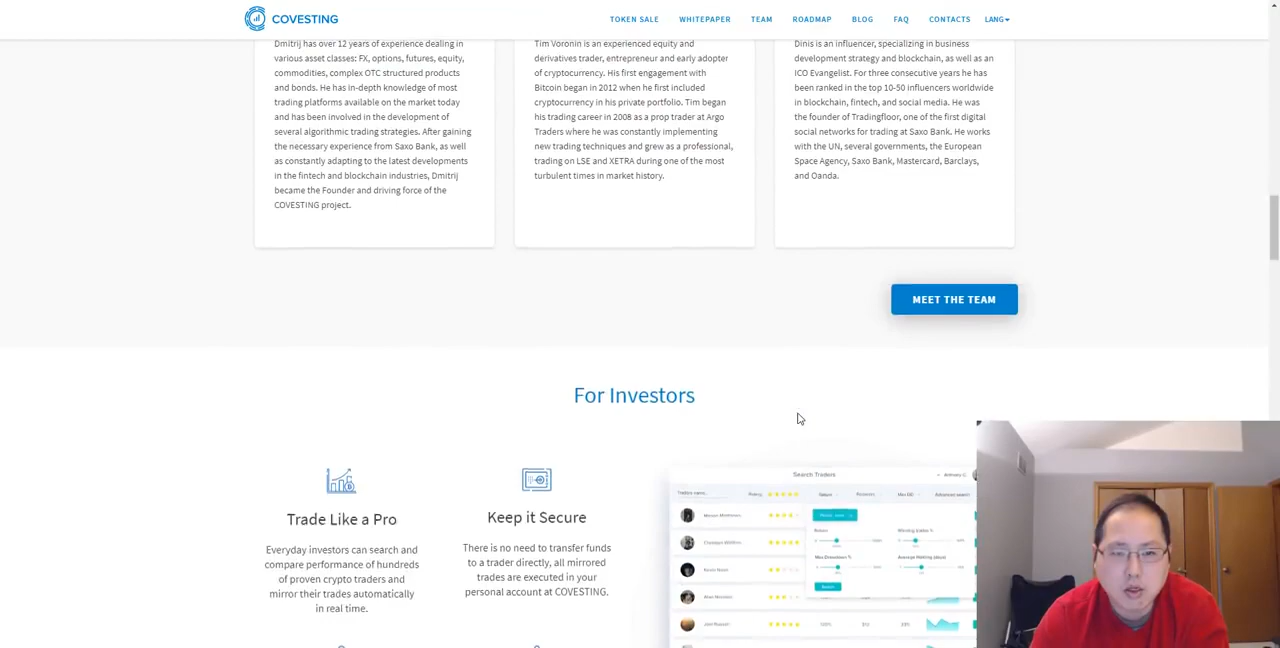 COVESTING
TOKEN SALE WHITEPAPER TEAM ROADMAP BLOG FAQ CONTACTS LANG
Dmitrij has over 12 years of experience dealing in
various asset classes: FX, options, futures, equity,
commodities, complex OTC structured products
and bonds. He has in-depth knowledge of most
trading platforms available on the market today
and has been involved in the development of
several algorithmic trading strategies. After gaining
the necessary experience from Saxo Bank, as well
as constantly adapting to the latest developments
in the fintech and blockchain industries, Dmitrij
became the Founder and driving force of the
COVESTING project.
Tim Voronin is an experienced equity and
derivatives trader, entrepreneur and early adopter
of cryptocurrency. His first engagement with
Bitcoin began in 2012 when he first included
cryptocurrency in his private portfolio. Tim began
his trading career in 2008 as a prop trader at Argo
Traders where he was constantly implementing
new trading techniques and grew as a professional,
trading on LSE and XETRA during one of the most
turbulent times in market history.
Dinis is an influencer, specializing in business
development strategy and blockchain, as well as an
ICO Evangelist. For three consecutive years he has
been ranked in the top 10-50 influencers worldwide
in blockchain, fintech, and social media. He was
the founder of Tradingfloor, one of the first digital
social networks for trading at Saxo Bank. He works
with the UN, several governments, the European
Space Agency, Saxo Bank, Mastercard, Barclays,
and Oanda.
MEET THE TEAM
For Investors
Trade Like a Pro
Everyday investors can search and
compare performance of hundreds
of proven crypto traders and
mirror their trades automatically
in real time.
Keep it Secure
There is no need to transfer funds
to a trader directly, all mirrored
trades are executed in your
personal account at COVESTING.
Search Traders
Advanced search
Search